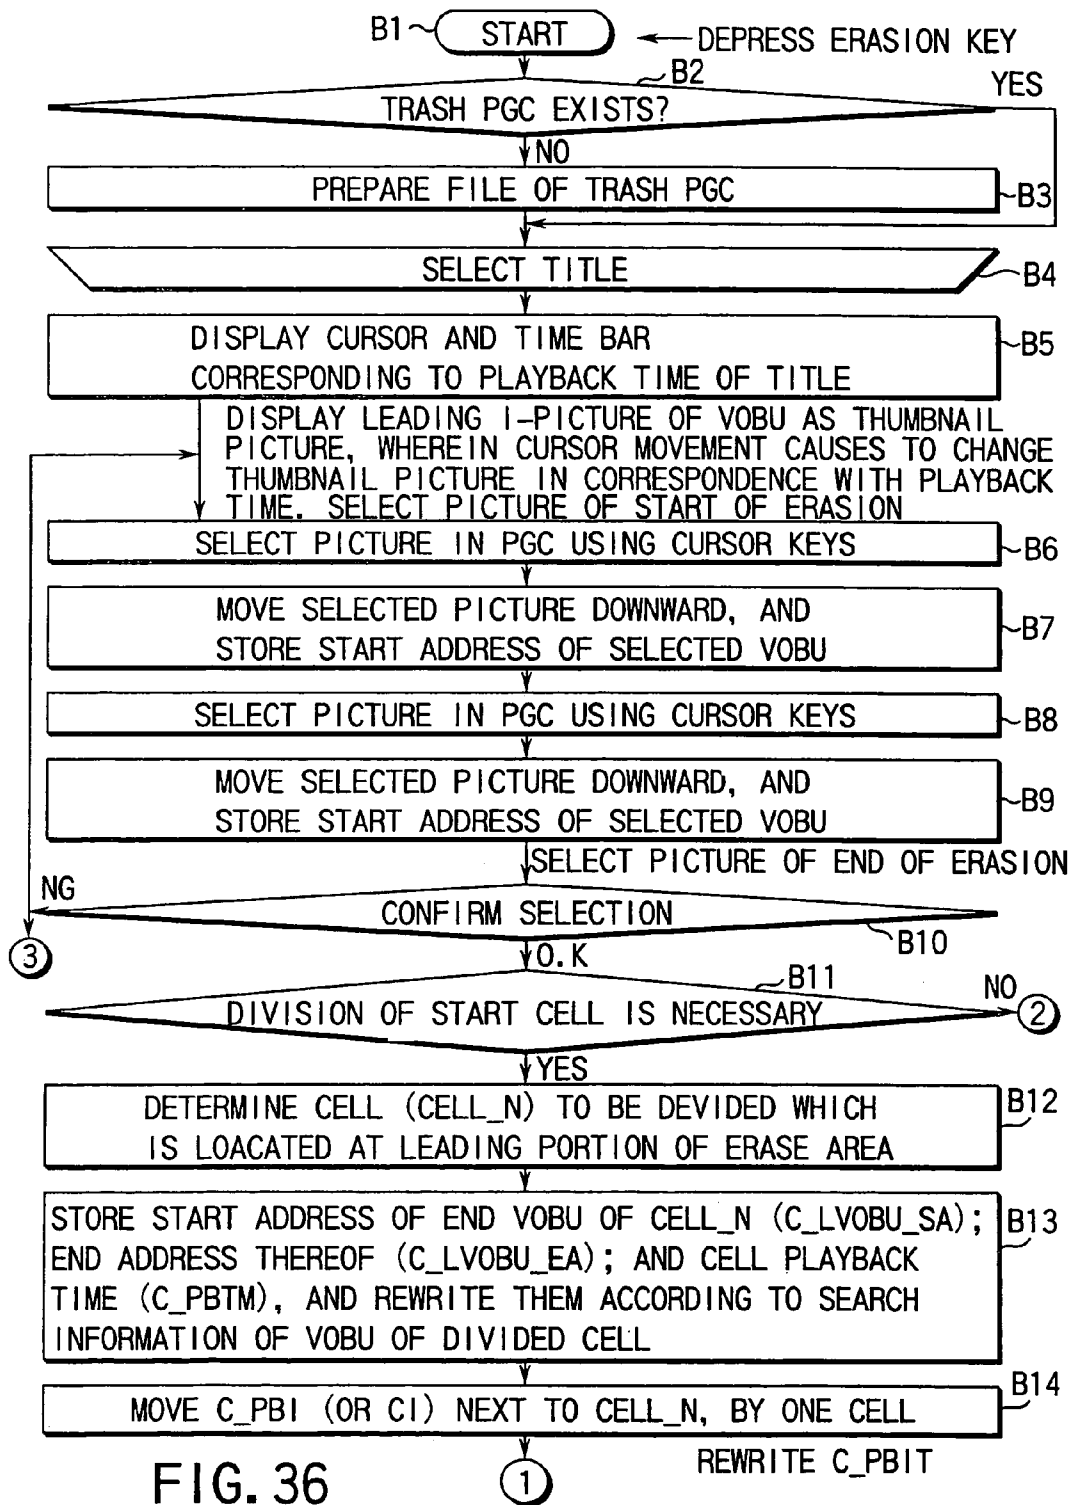 B1
START
DEPRESS ERASION KEY
B2
YES
TRASH PGC EXISTS?
NO
PREPARE FILE OF TRASH PGC
B3
SELECT TITLE
B4
DISPLAY CURSOR AND TIME BAR
CORRESPONDING TO PLAYBACK TIME OF TITLE
B5
DISPLAY LEADING I-PICTURE OF VOBU AS THUMBNAIL
PICTURE, WHEREIN CURSOR MOVEMENT CAUSES TO CHANGE
THUMBNAIL PICTURE IN CORRESPONDENCE WITH PLAYBACK
TIME. SELECT PICTURE OF START OF ERASION
SELECT PICTURE IN PGC USING CURSOR KEYS
B6
MOVE SELECTED PICTURE DOWNWARD, AND
STORE START ADDRESS OF SELECTED VOBU
B7
SELECT PICTURE IN PGC USING CURSOR KEYS
B8
MOVE SELECTED PICTURE DOWNWARD, AND
STORE START ADDRESS OF SELECTED VOBU
B9
SELECT PICTURE OF END OF ERASION
NG
CONFIRM SELECTION
B10
3
O.K
B11
NO
DIVISION OF START CELL IS NECESSARY
2
YES
DETERMINE CELL (CELL_N) TO BE DEVIDED WHICH
IS LOACATED AT LEADING PORTION OF ERASE AREA
B12
STORE START ADDRESS OF END VOBU OF CELL_N (C_LVOBU_SA);
END ADDRESS THEREOF (C_LVOBU_EA); AND CELL PLAYBACK
TIME (C_PBTM), AND REWRITE THEM ACCORDING TO SEARCH
INFORMATION OF VOBU OF DIVIDED CELL
B13
MOVE C_PBI (OR CI) NEXT TO CELL_N, BY ONE CELL
B14
REWRITE C_PBIT
1
FIG. 36